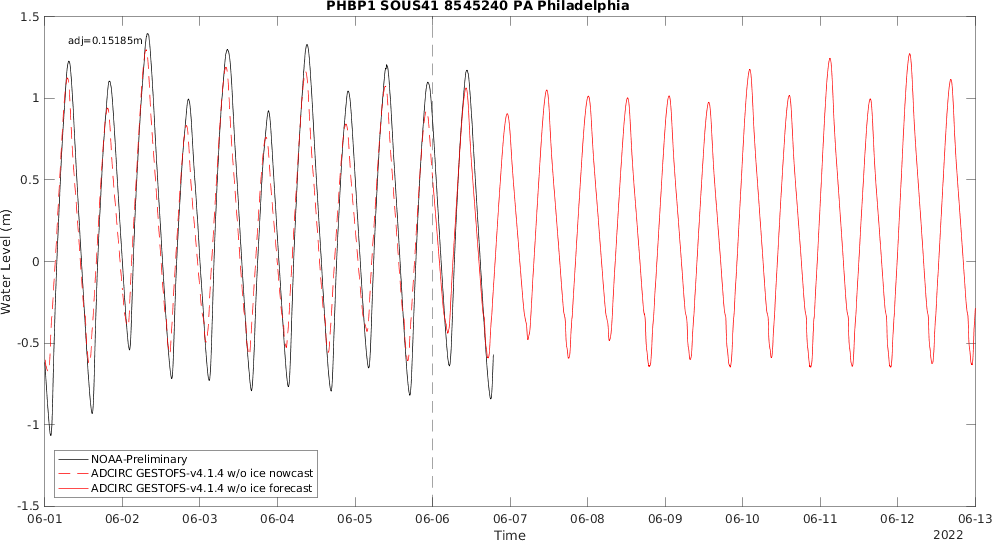 PHBP1 SOUS41 8545240 PA Philadelphia
adj=0.15185m
1.5
1
0.5
0
-0.5
-1
-1.5
Water Level (m)
NOAA-Preliminary
ADCIRC GESTOFS-v4.1.4 w/o ice nowcast
ADCIRC GESTOFS-v4.1.4 w/o ice forecast
06-01 06-02 06-03 06-04 06-05 06-06 06-07 06-08 06-09 06-10 06-11 06-12 06-13
Time
2022